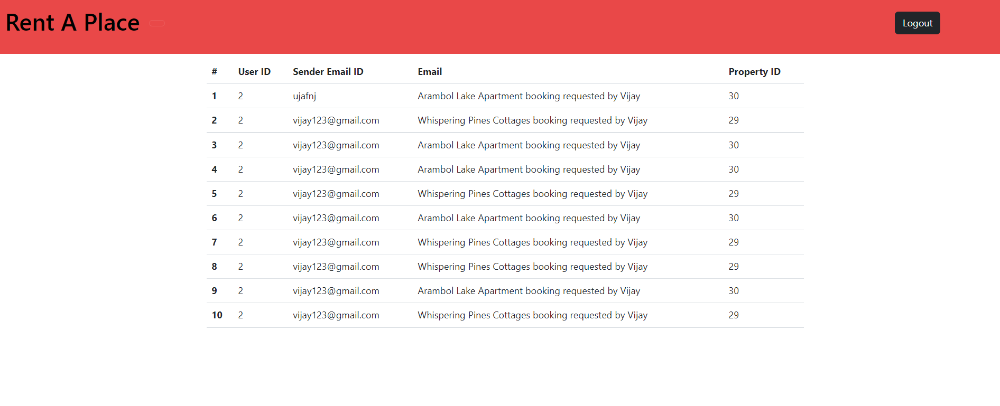 Rent A Place
Logout
# User ID Sender Email ID Email Property ID
1 2 ujafnj Arambol Lake Apartment booking requested by Vijay 30
2 2 vijay123@gmail.com Whispering Pines Cottages booking requested by Vijay 29
3 2 vijay123@gmail.com Arambol Lake Apartment booking requested by Vijay 30
4 2 vijay123@gmail.com Arambol Lake Apartment booking requested by Vijay 30
5 2 vijay123@gmail.com Whispering Pines Cottages booking requested by Vijay 29
6 2 vijay123@gmail.com Arambol Lake Apartment booking requested by Vijay 30
7 2 vijay123@gmail.com Whispering Pines Cottages booking requested by Vijay 29
8 2 vijay123@gmail.com Whispering Pines Cottages booking requested by Vijay 29
9 2 vijay123@gmail.com Arambol Lake Apartment booking requested by Vijay 30
10 2 vijay123@gmail.com Whispering Pines Cottages booking requested by Vijay 29